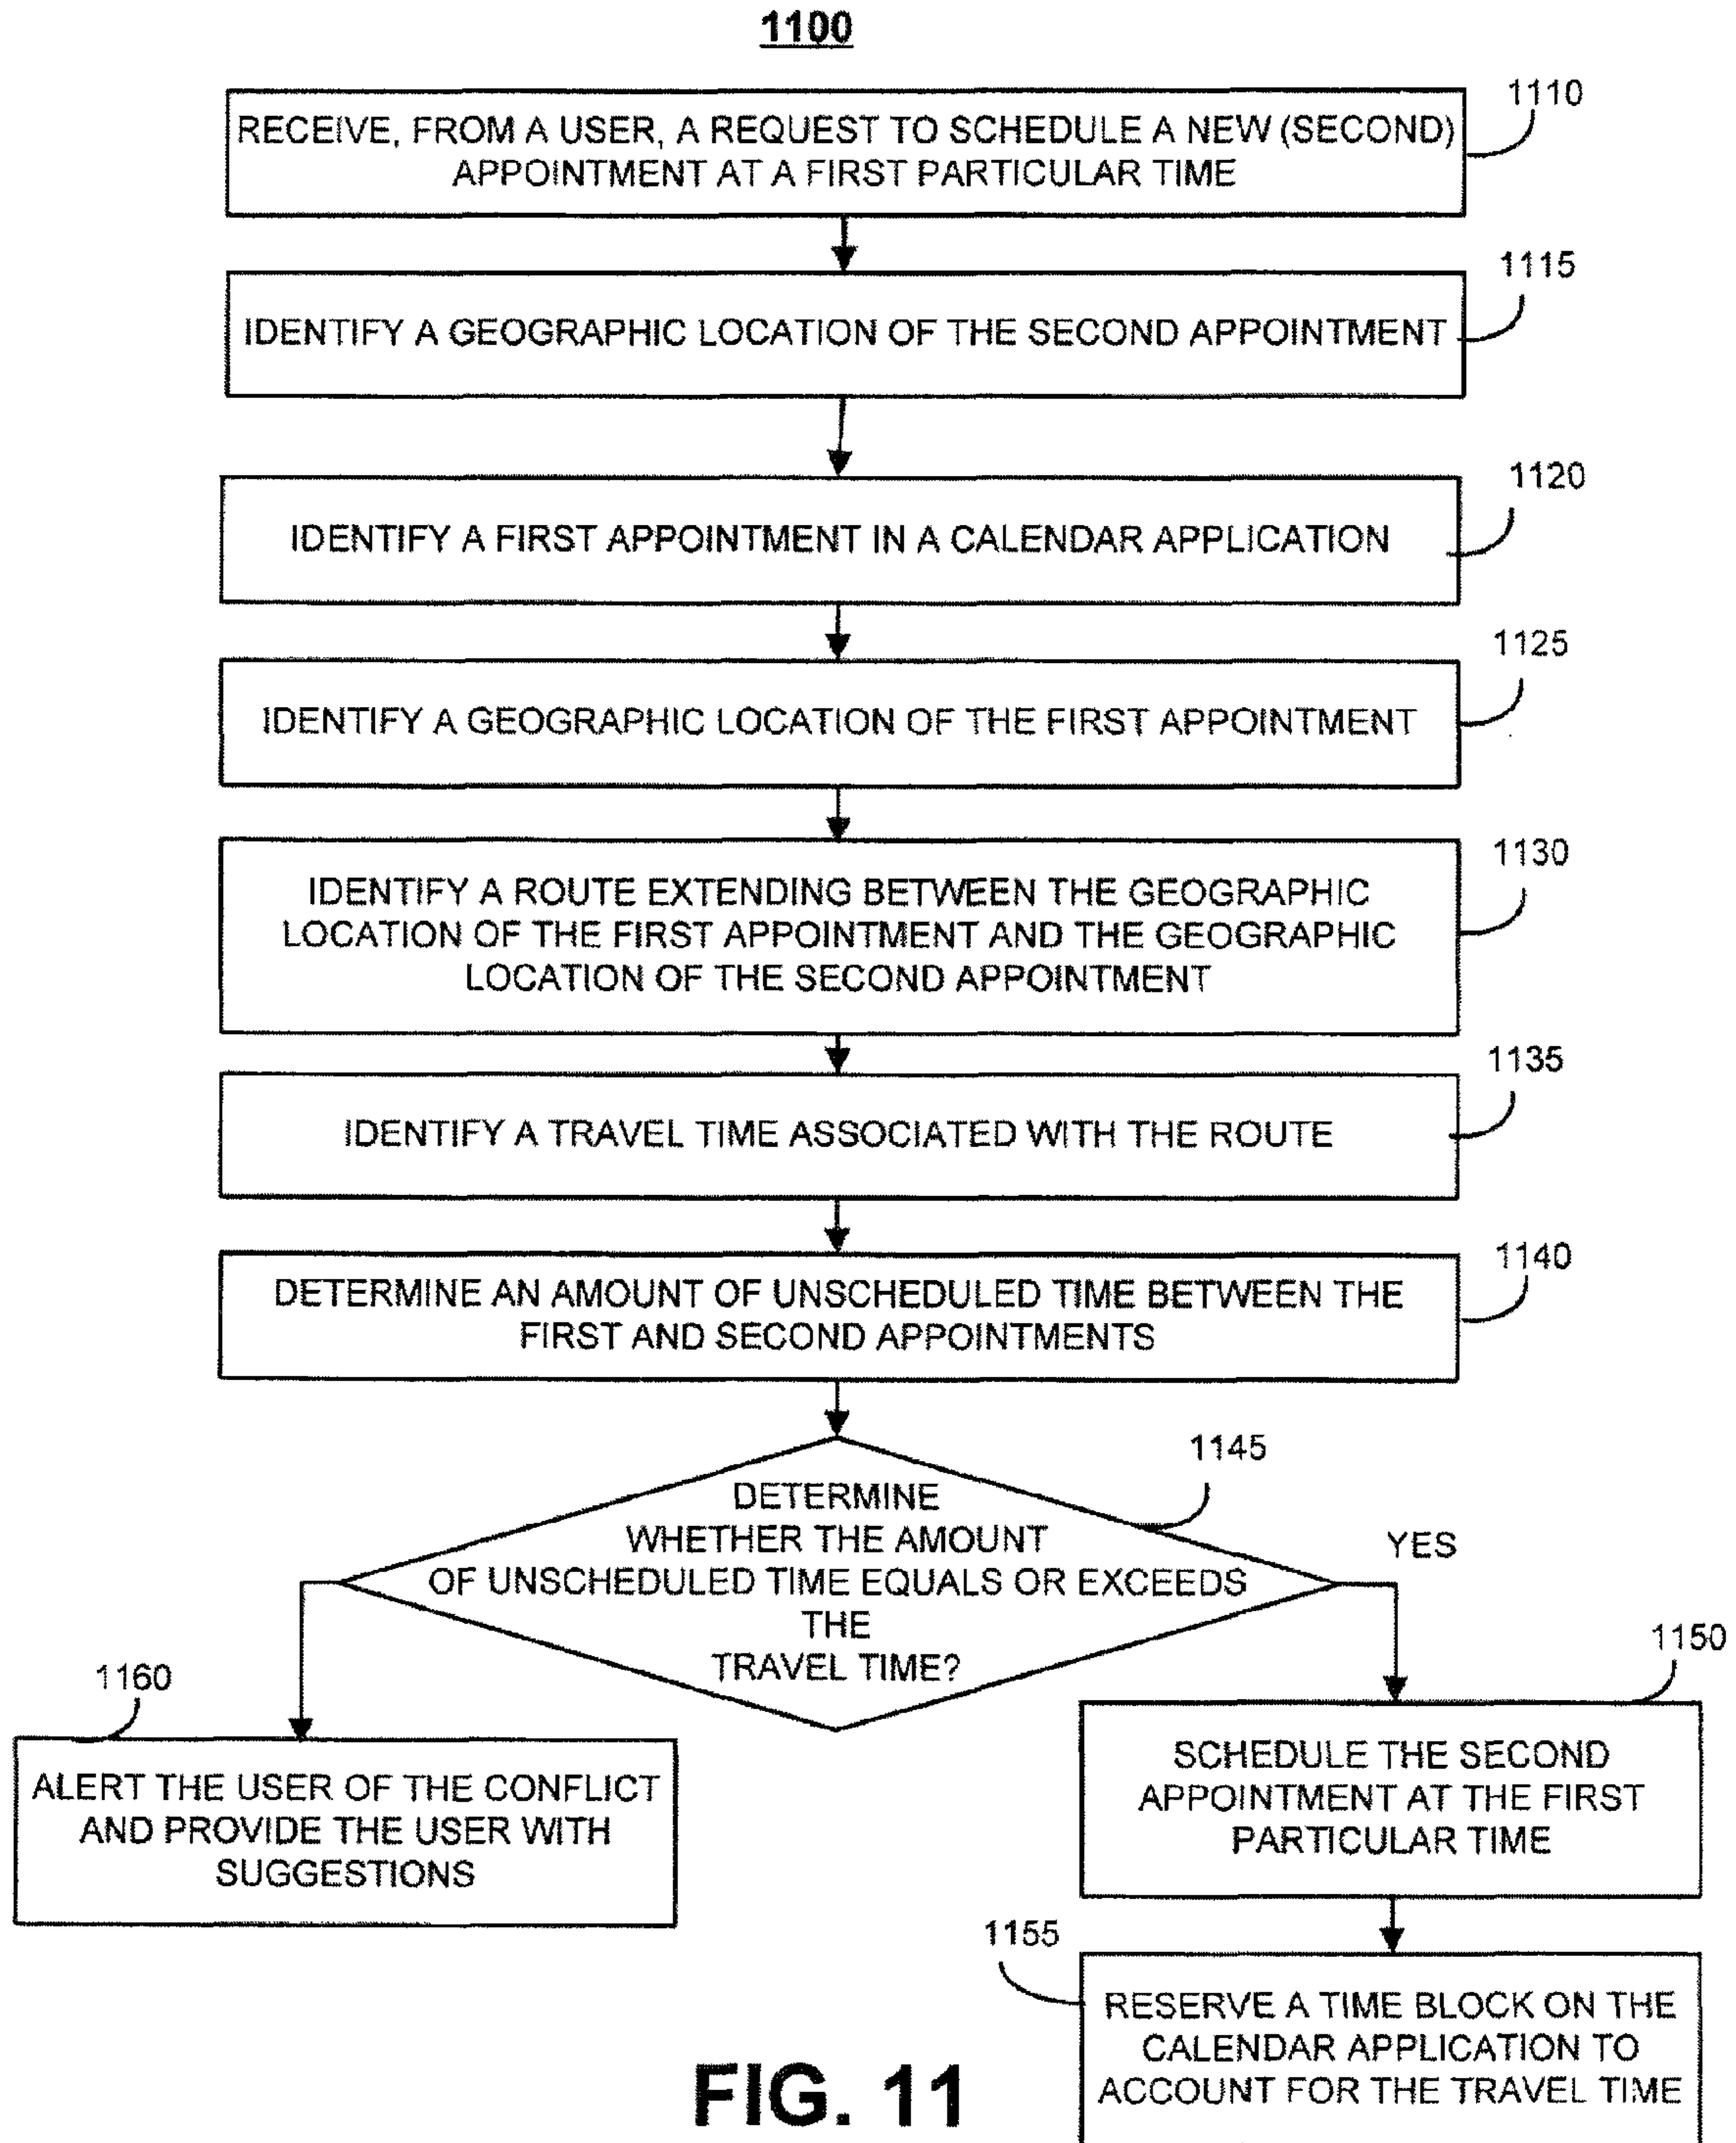 1100
1110
RECEIVE, FROM A USER, A REQUEST TO SCHEDULE A NEW (SECOND)
APPOINTMENT AT A FIRST PARTICULAR TIME
1115
IDENTIFY A GEOGRAPHIC LOCATION OF THE SECOND APPOINTMENT
1120
IDENTIFY A FIRST APPOINTMENT IN A CALENDAR APPLICATION
1125
IDENTIFY A GEOGRAPHIC LOCATION OF THE FIRST APPOINTMENT
1130
IDENTIFY A ROUTE EXTENDING BETWEEN THE GEOGRAPHIC
LOCATION OF THE FIRST APPOINTMENT AND THE GEOGRAPHIC
LOCATION OF THE SECOND APPOINTMENT
1135
IDENTIFY A TRAVEL TIME ASSOCIATED WITH THE ROUTE
1140
DETERMINE AN AMOUNT OF UNSCHEDULED TIME BETWEEN THE
FIRST AND SECOND APPOINTMENTS
1145
DETERMINE
WHETHER THE AMOUNT
OF UNSCHEDULED TIME EQUALS OR EXCEEDS
THE
TRAVEL TIME?
YES
1160
ALERT THE USER OF THE CONFLICT
AND PROVIDE THE USER WITH
SUGGESTIONS
1150
SCHEDULE THE SECOND
APPOINTMENT AT THE FIRST
PARTICULAR TIME
1155
RESERVE A TIME BLOCK ON THE
CALENDAR APPLICATION TO
ACCOUNT FOR THE TRAVEL TIME
FIG. 11